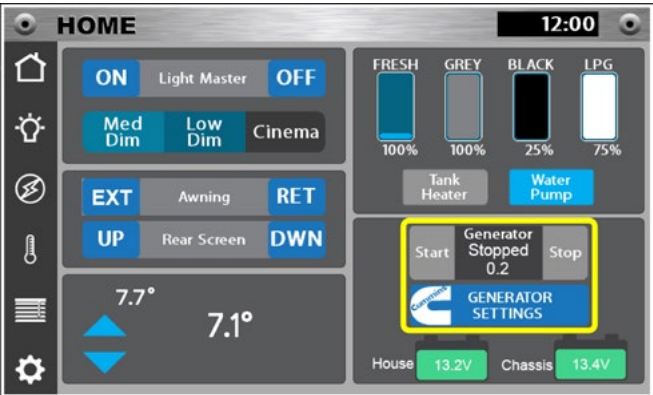 HOME
12:00
ON Light Master OFF
Med Low Cinema
Dim Dim
EXT Awning RET
UP Rear Screen DWN
7.7°
7.1°
FRESH GREY BLACK LPG
100% 100% 25% 75%
Tank
Heater
Water
Pump
Generator
Start Stopped Stop
0.2
cummins
GENERATOR
SETTINGS
House 13.2V Chassis 13.4V